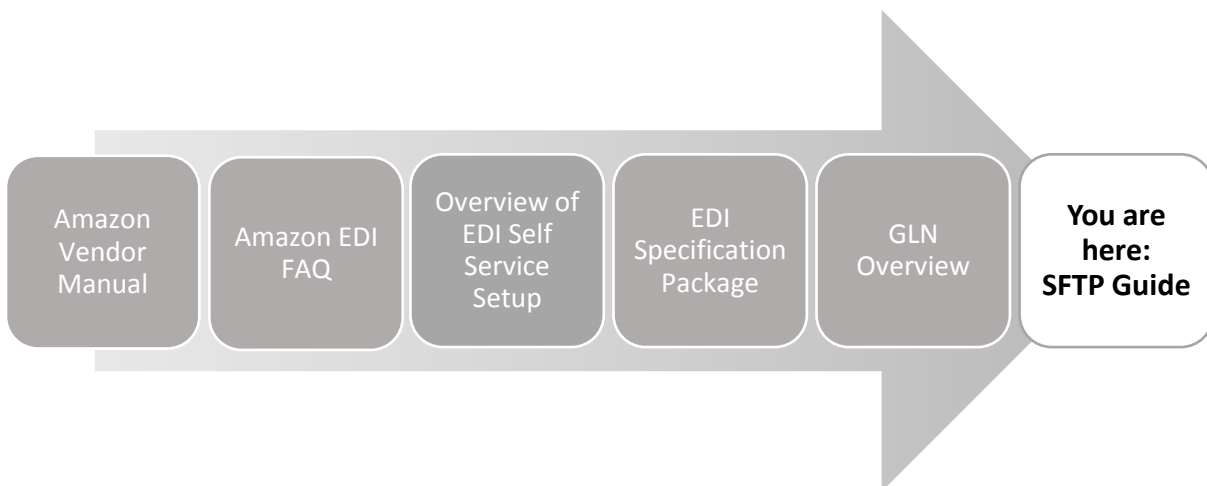 Amazon
Vendor
Manual
Amazon EDI
FAQ
Overview of
EDI Self
Service
Setup
EDI
Specification
Package
GLN
Overview
You are
here:
SFTP Guide